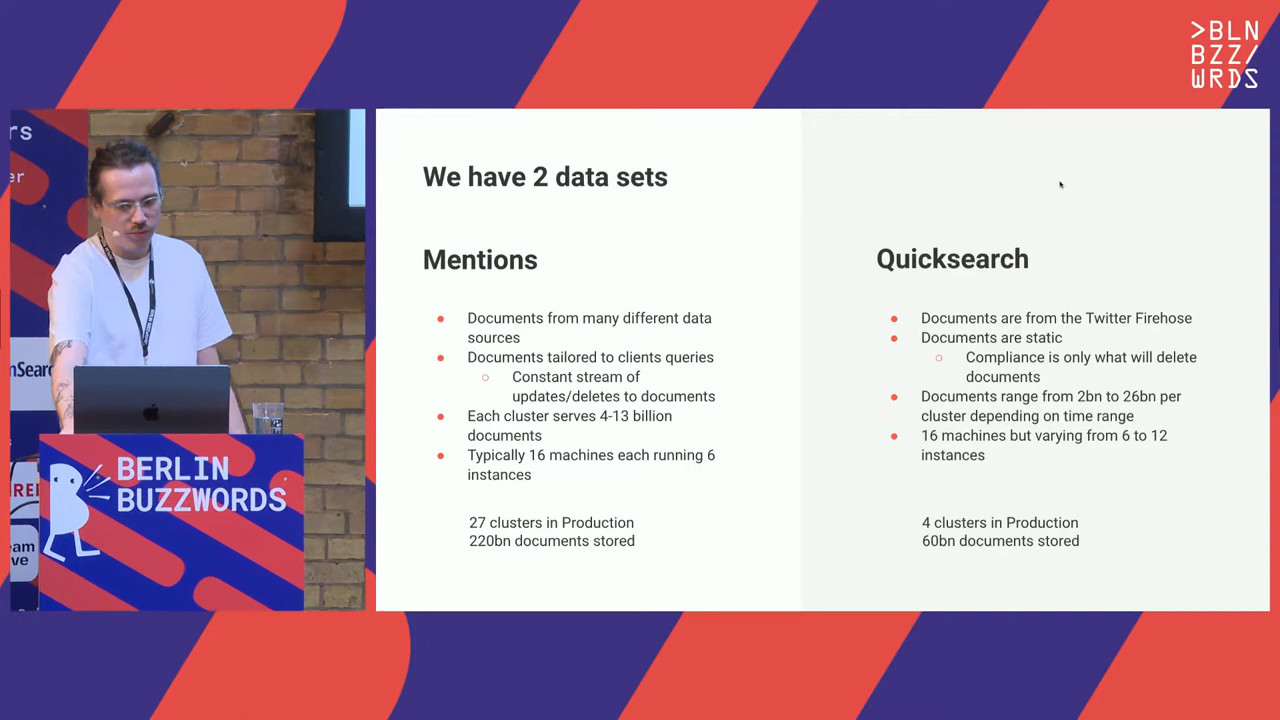 >BLN
BZZ/
WRDS
rs
er
nSearc
BERLIN
BUZZWORDS
We have 2 data sets
Mentions
● Documents from many different data
sources
● Documents tailored to clients queries
○ Constant stream of
updates/deletes to documents
● Each cluster serves 4-13 billion
documents
● Typically 16 machines each running 6
instances
27 clusters in Production
220bn documents stored
Quicksearch
● Documents are from the Twitter Firehose
● Documents are static
○ Compliance is only what will delete
documents
● Documents range from 2bn to 26bn per
cluster depending on time range
● 16 machines but varying from 6 to 12
instances
4 clusters in Production
60bn documents stored